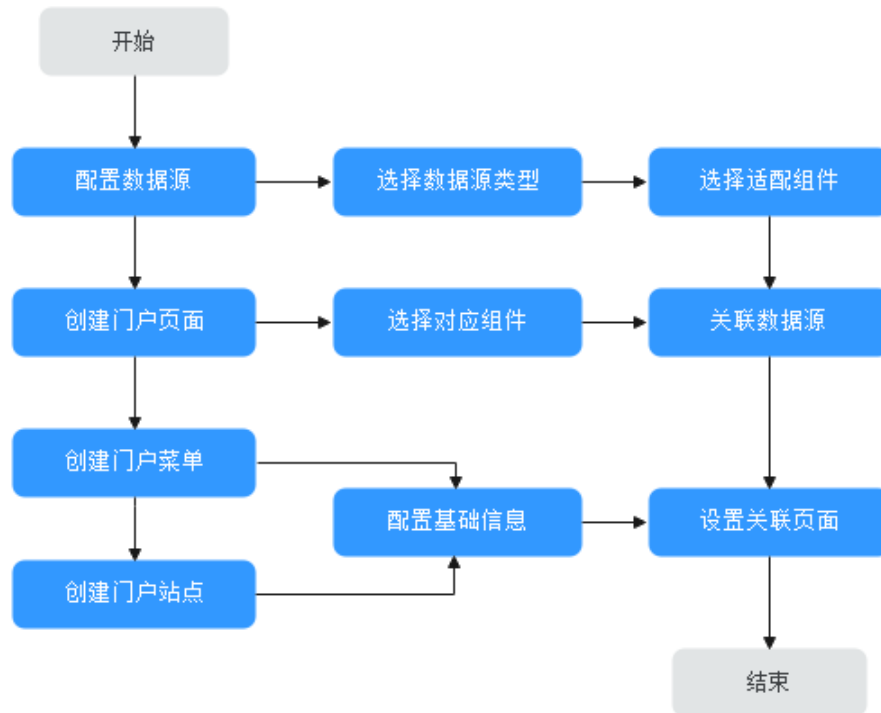 开始
配置数据源
选择数据源类型
选择适配组件
创建门户页面
选择对应组件
关联数据源
创建门户菜单
配置基础信息
设置关联页面
创建门户站点
结束